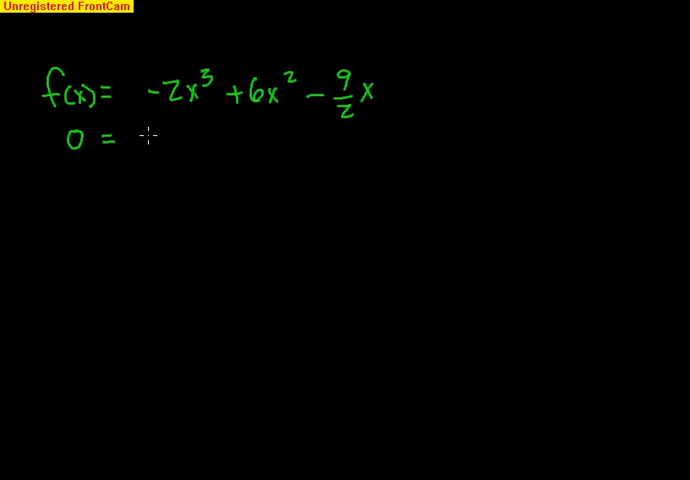 Unregistered FrontCam
f(x) = -2x³ + 6x² - 9/2 x
0 =